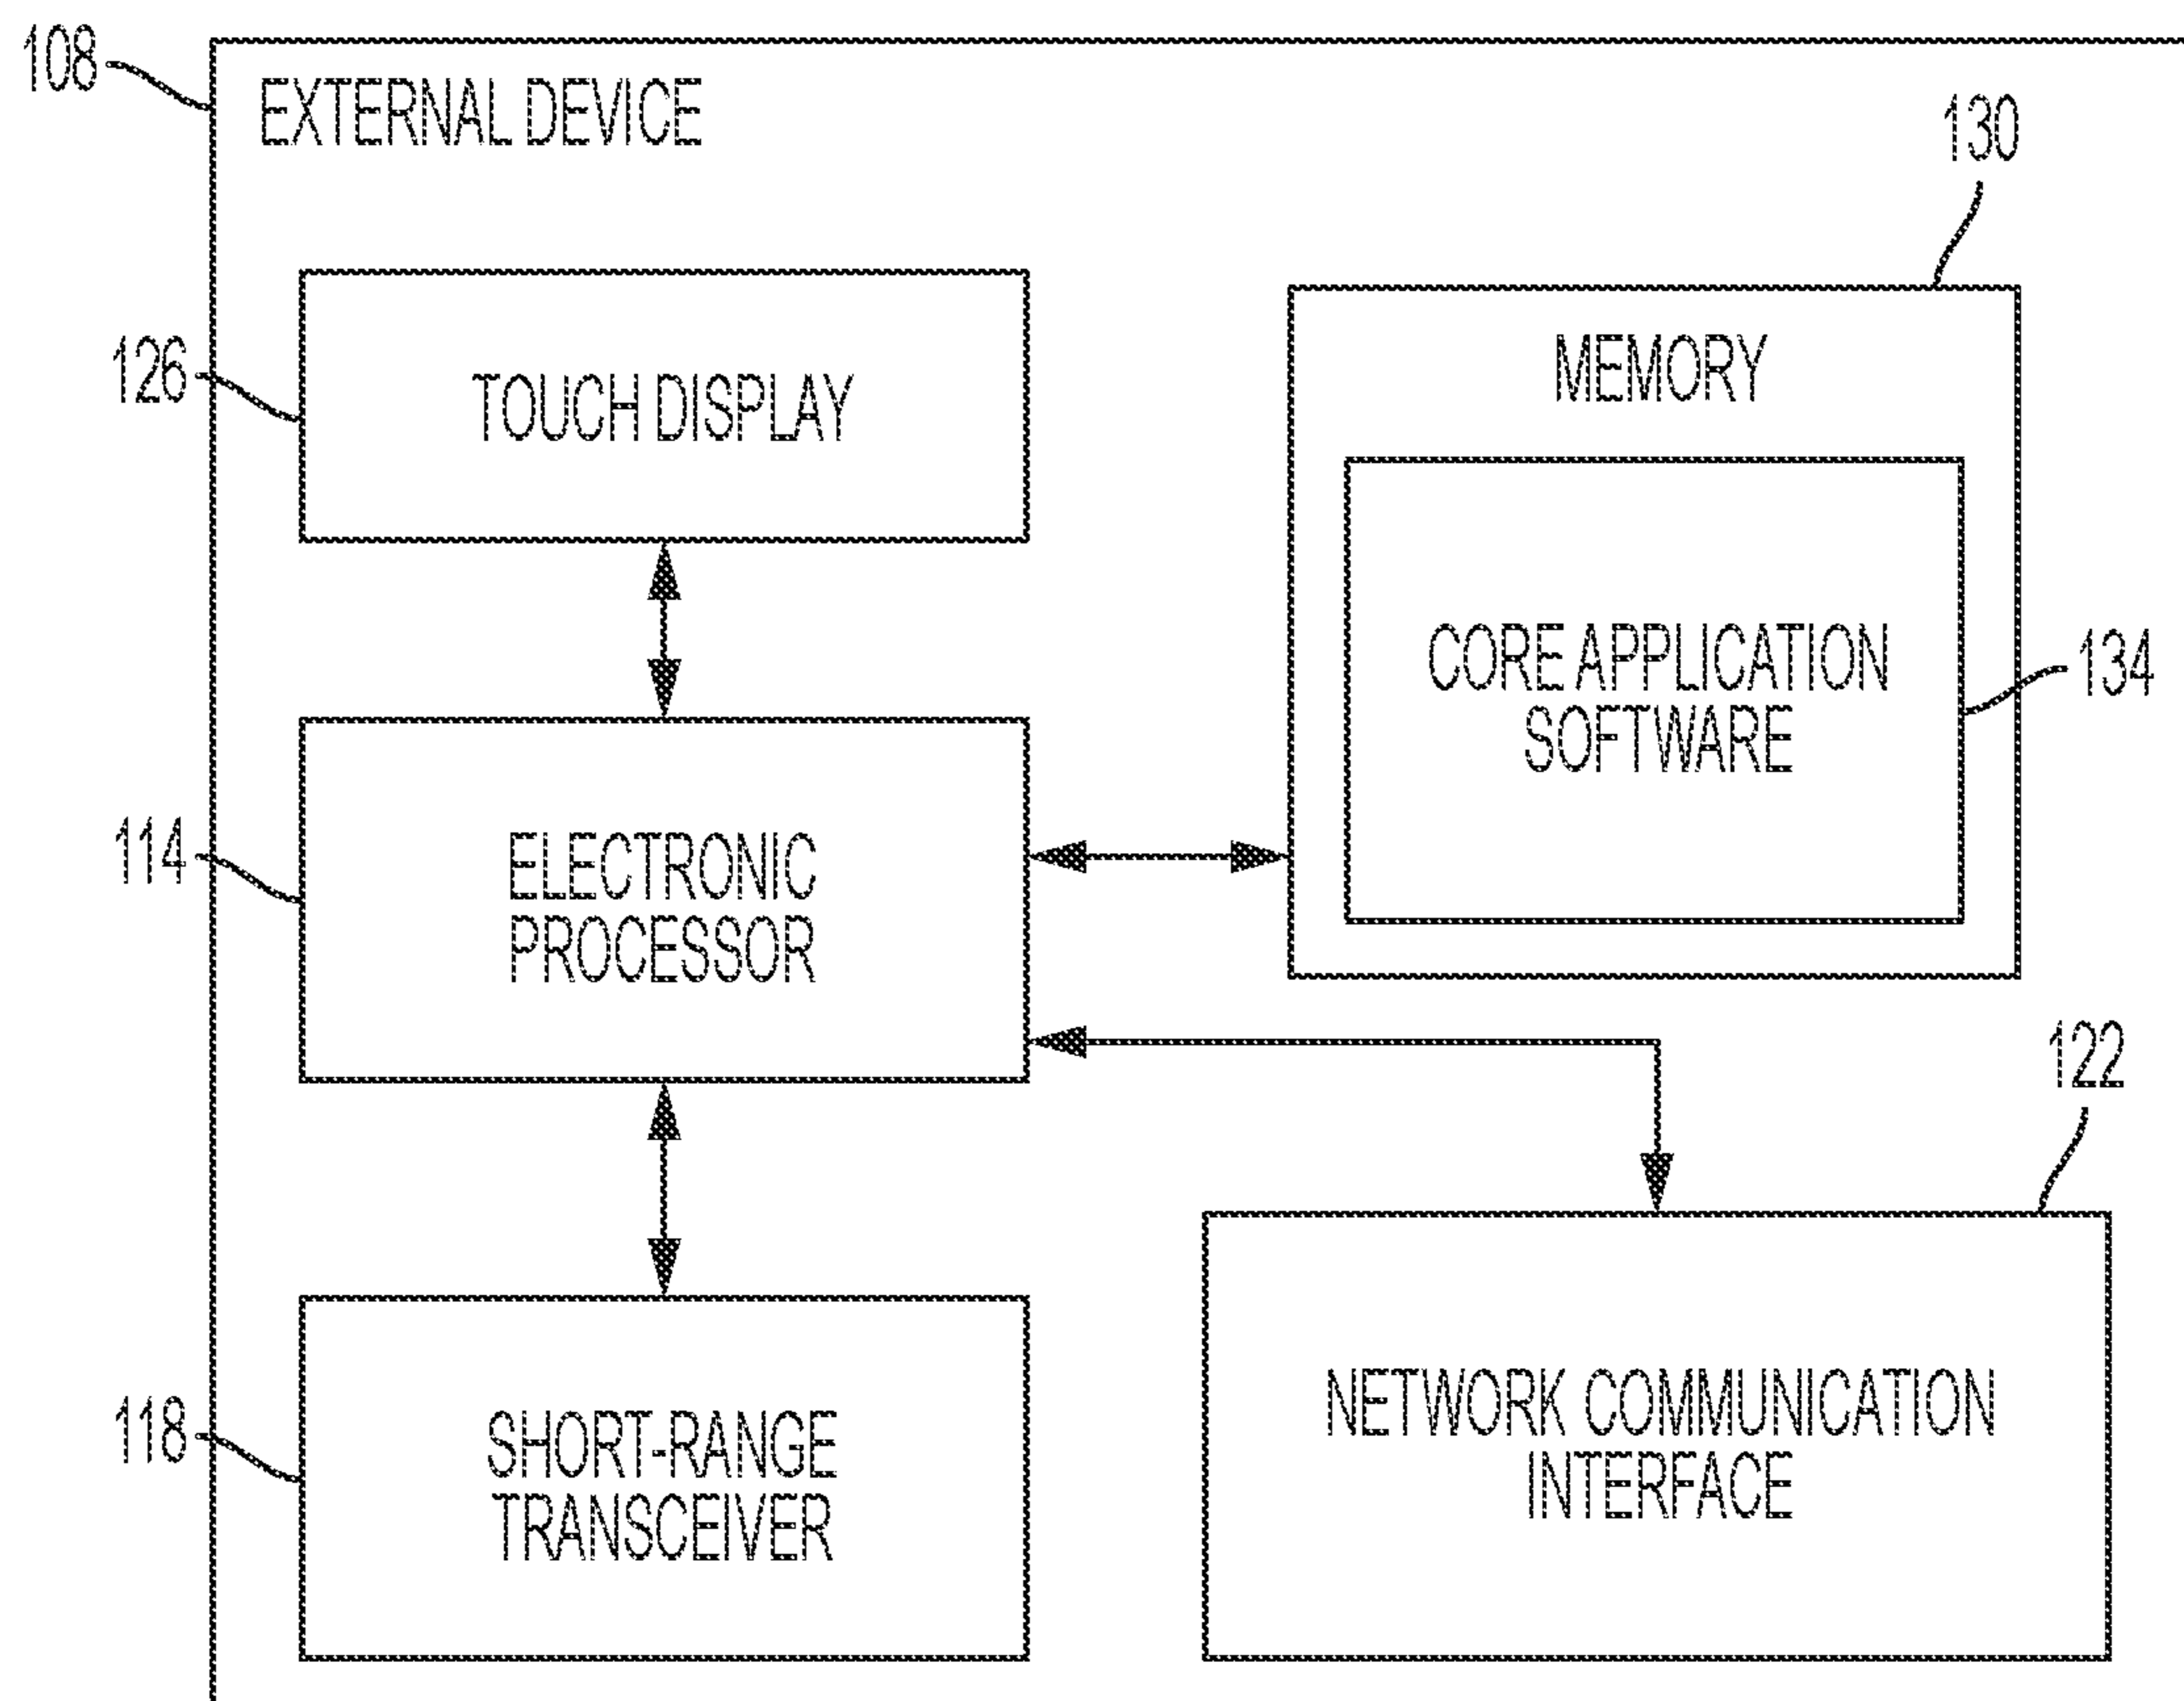 108
EXTERNAL DEVICE
130
126
TOUCH DISPLAY
MEMORY
CORE APPLICATION
SOFTWARE
134
114
ELECTRONIC
PROCESSOR
122
118
SHORT-RANGE
TRANSCEIVER
NETWORK COMMUNICATION
INTERFACE